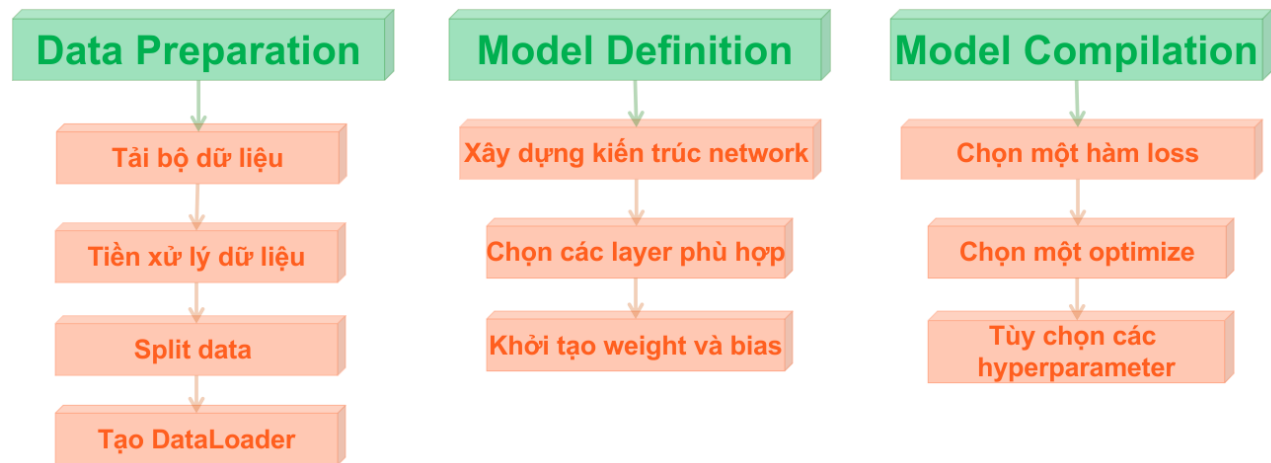 Data Preparation
Tải bộ dữ liệu
Tiền xử lý dữ liệu
Split data
Tạo DataLoader
Model Definition
Xây dựng kiến trúc network
Chọn các layer phù hợp
Khởi tạo weight và bias
Model Compilation
Chọn một hàm loss
Chọn một optimize
Tùy chọn các
hyperparameter